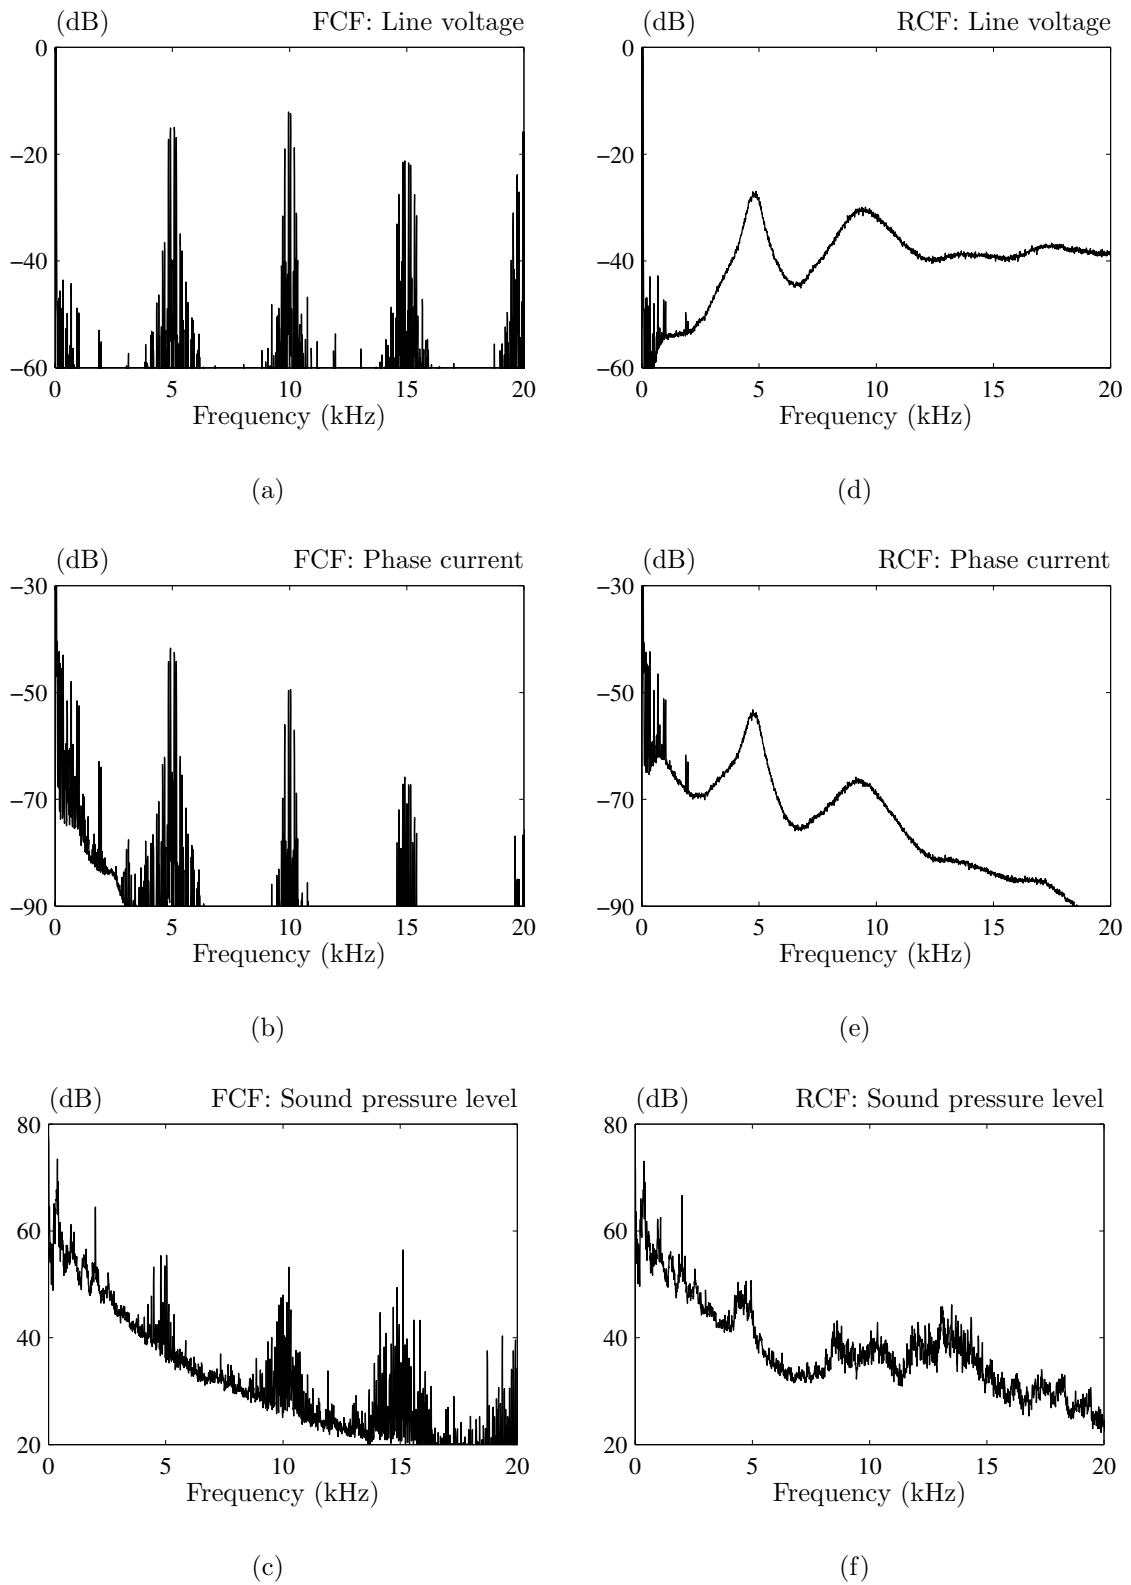 (dB) FCF: Line voltage
0
−20
−40
−60
0 5 10 15 20
Frequency (kHz)
(a)
(dB) RCF: Line voltage
0
−20
−40
−60
0 5 10 15 20
Frequency (kHz)
(d)
(dB) FCF: Phase current
−30
−50
−70
−90
0 5 10 15 20
Frequency (kHz)
(b)
(dB) RCF: Phase current
−30
−50
−70
−90
0 5 10 15 20
Frequency (kHz)
(e)
(dB) FCF: Sound pressure level
80
60
40
20
0 5 10 15 20
Frequency (kHz)
(c)
(dB) RCF: Sound pressure level
80
60
40
20
0 5 10 15 20
Frequency (kHz)
(f)